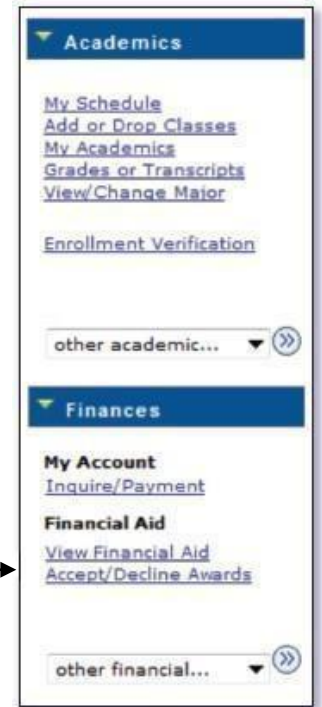 Academics
My Schedule
Add or Drop Classes
My Academics
Grades or Transcripts
View/Change Major
Enrollment Verification
other academic...
Finances
My Account
Inquire/Payment
Financial Aid
View Financial Aid
Accept/Decline Awards
other financial...